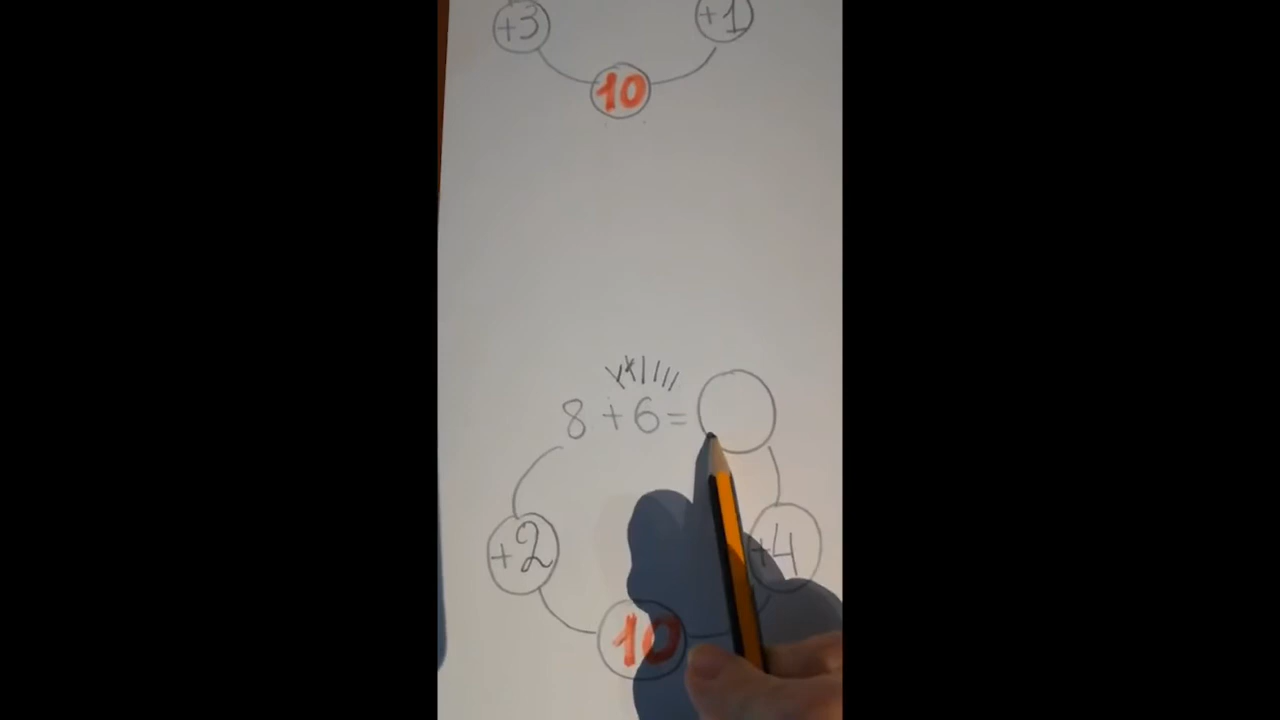 +3 +1
10
8 + 6 =
+2 +4
10